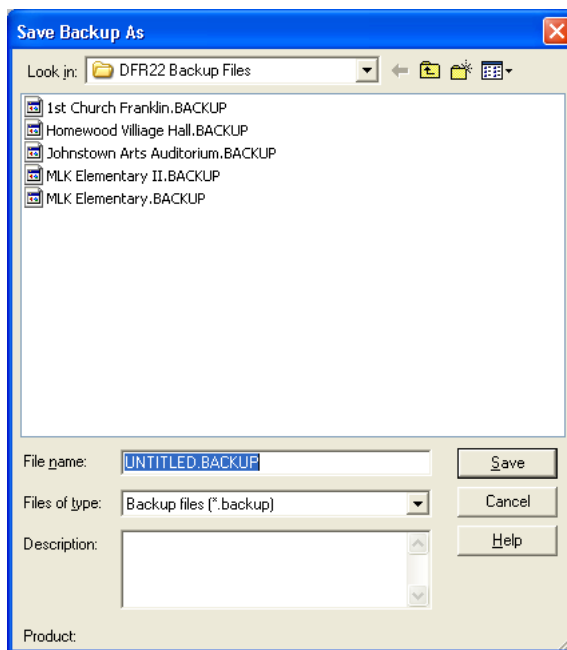 Save Backup As
Look in: DFR22 Backup Files
1st Church Franklin.BACKUP
Homewood Villiage Hall.BACKUP
Johnstown Arts Auditorium.BACKUP
MLK Elementary II.BACKUP
MLK Elementary.BACKUP
File name: UNTITLED.BACKUP Save
Files of type: Backup files (*.backup) Cancel
Description: Help
Product: